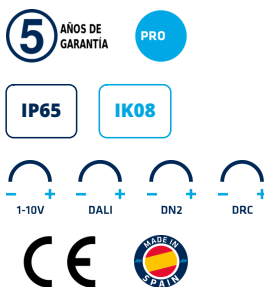 5 AÑOS DE
GARANTÍA
PRO
IP65
IK08
- +
- +
- +
- +
1-10V
DALI
DN2
DRC
CE
MADE IN
SPAIN